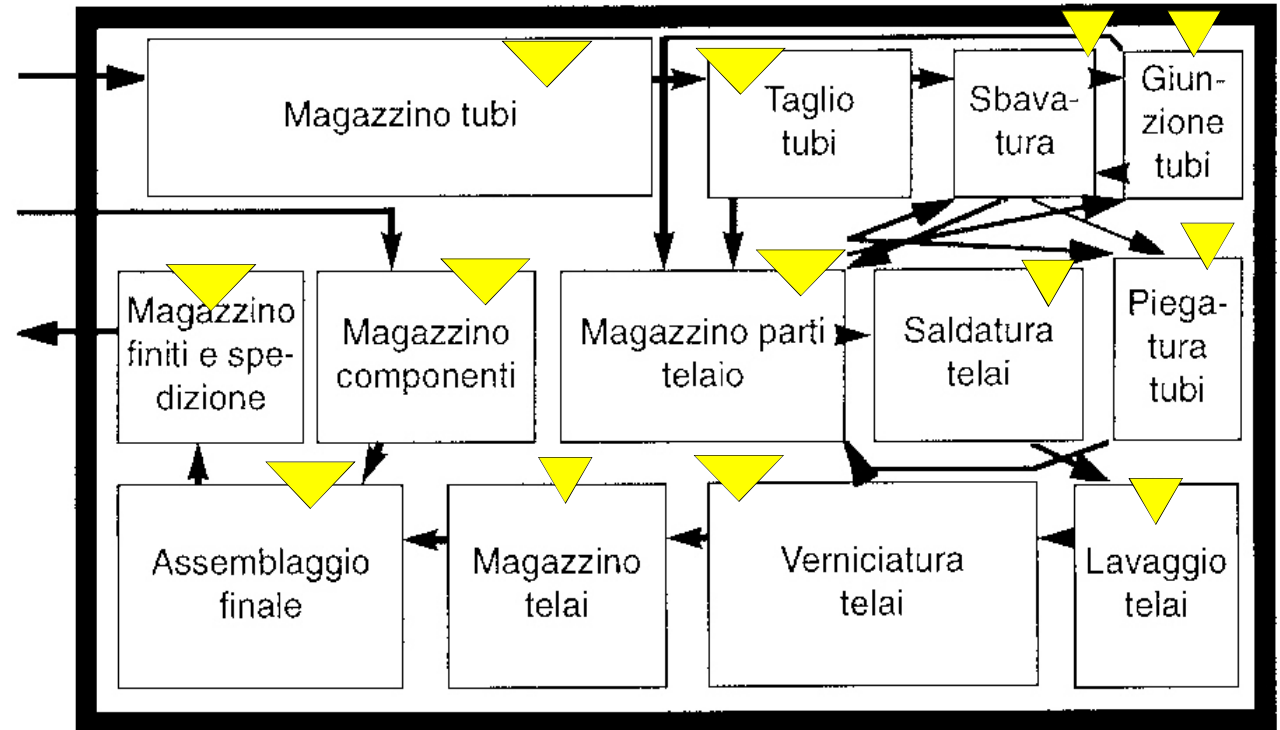 Magazzino tubi
Taglio
tubi
Sbava-
tura
Giun-
zione
tubi
Magazzino
finiti e spe-
dizione
Magazzino
componenti
Magazzino parti
telaio
Saldatura
telai
Piega-
tura
tubi
Assemblaggio
finale
Magazzino
telai
Verniciatura
telai
Lavaggio
telai